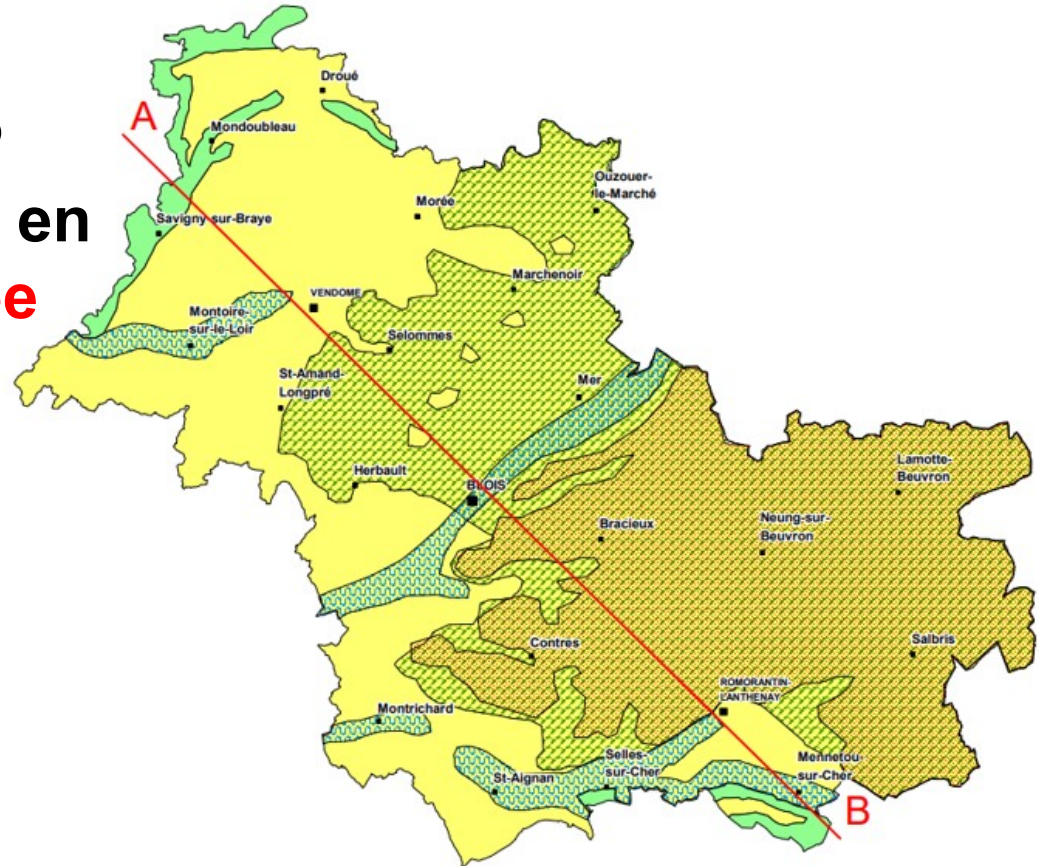 Droué
A
Mondoubleau
Ouzouer-
le-Marché
en
Morée
Savigny-sur-Braye
e
Marchenoir
VENDOME
Montoire-
sur-le-Loir
Selommes
St-Amand-
Longpré
Mer
Lamotte-
Beuvron
Herbault
BLOIS
Bracieux
Neung-sur-
Beuvron
Contres
Salbris
ROMORANTIN-
LANTHENAY
Montrichard
Selles-
sur-Cher
Mennetou-
sur-Cher
St-Aignan
B